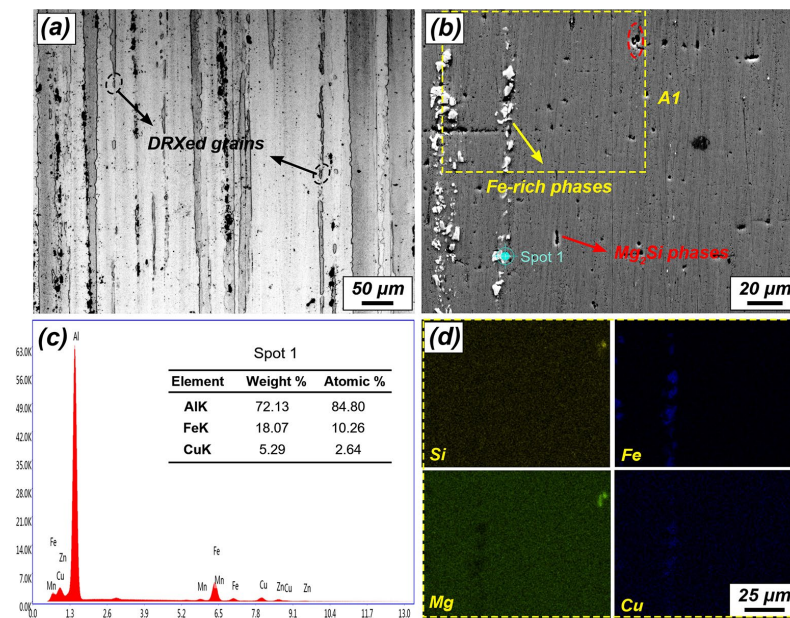 (a)
DRXed grains
50 μm
(b)
A1
Fe-rich phases
Spot 1
Mg2Si phases
20 μm
(c)
63.0K
56.0K
49.0K
42.0K
35.0K
28.0K
21.0K
14.0K
7.0K
0.0K
Al
Spot 1
Element Weight % Atomic %
AlK 72.13 84.80
FeK 18.07 10.26
CuK 5.29 2.64
Fe
Zn
Cu
Mn
Mn
Fe
Mn
Fe
Cu
Zn
Cu
Zn
0.0 1.3 2.6 3.9 5.2 6.5 7.8 9.1 10.4 11.7 13.0
(d)
Si
Fe
Mg
Cu
25 μm